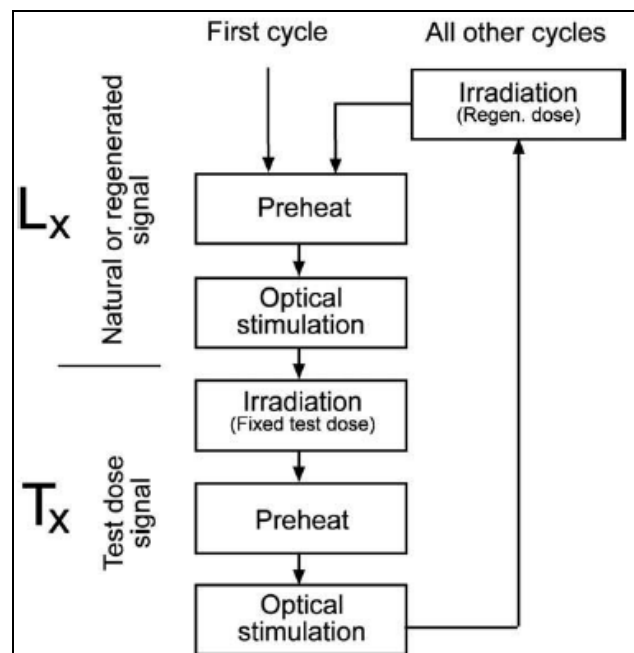 First cycle
All other cycles
Irradiation
(Regen. dose)
Lx
Natural or regenerated
signal
Preheat
Optical
stimulation
Irradiation
(Fixed test dose)
Tx
Test dose
signal
Preheat
Optical
stimulation